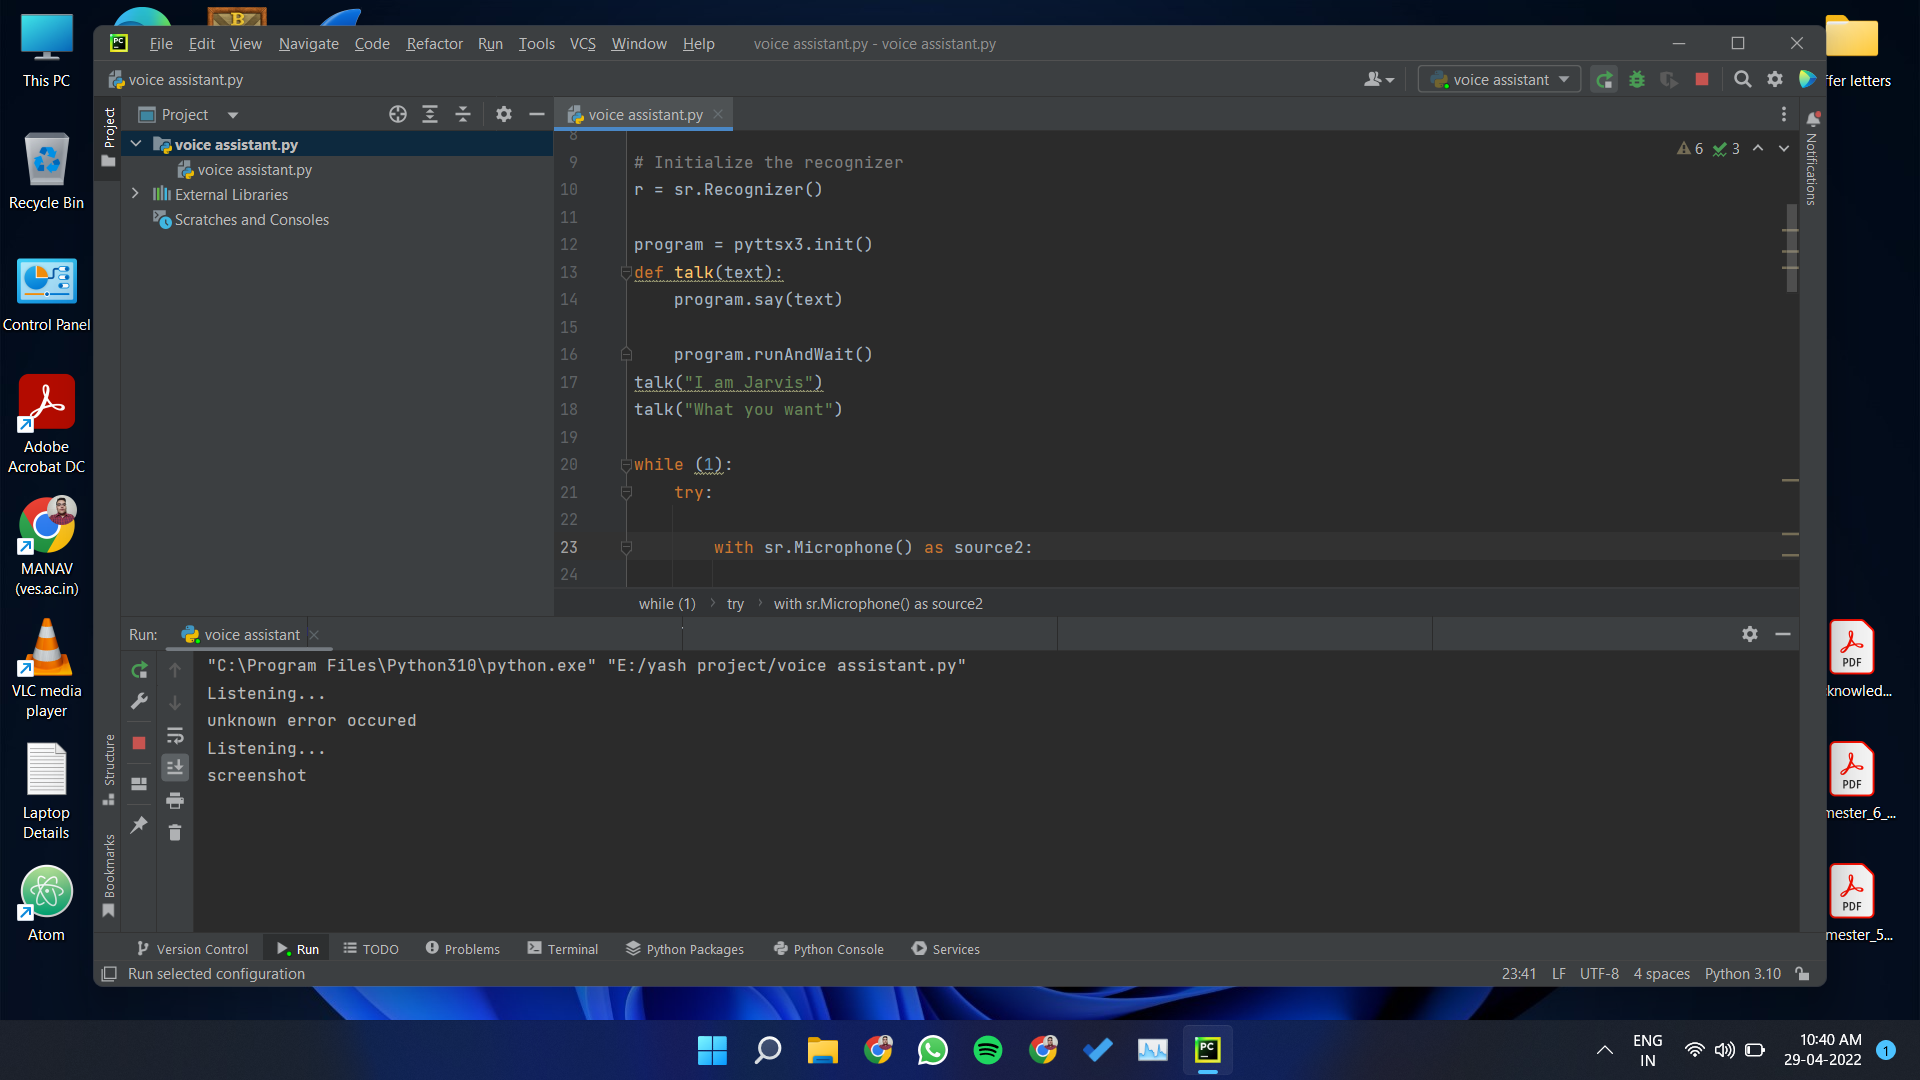 This PC
Recycle Bin
Control Panel
Adobe
Acrobat DC
MANAV
(ves.ac.in)
VLC media
player
Laptop
Details
Atom
File Edit View Navigate Code Refactor Run Tools VCS Window Help voice assistant.py - voice assistant.py
voice assistant.py
voice assistant
Project
Project
voice assistant.py
voice assistant.py
External Libraries
Scratches and Consoles
voice assistant.py
6 3
Notifications
8
9 # Initialize the recognizer
10 r = sr.Recognizer()
11
12 program = pyttsx3.init()
13 def talk(text):
14 program.say(text)
15
16 program.runAndWait()
17 talk("I am Jarvis")
18 talk("What you want")
19
20 while (1):
21 try:
22
23 with sr.Microphone() as source2:
24
while (1) try with sr.Microphone() as source2
Run: voice assistant
"C:\Program Files\Python310\python.exe" "E:/yash project/voice assistant.py"
Listening...
unknown error occured
Listening...
screenshot
Structure
Bookmarks
Version Control Run TODO Problems Terminal Python Packages Python Console Services
Run selected configuration 23:41 LF UTF-8 4 spaces Python 3.10
ffer letters
PDF
knowled...
PDF
mester_6_...
PDF
mester_5...
PC
B
PC
ENG
IN
10:40 AM
29-04-2022
1